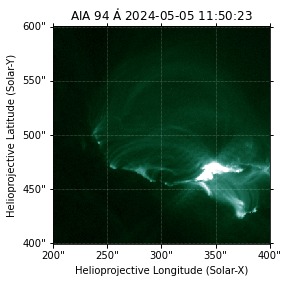 AIA 94 Å 2024-05-05 11:50:23
600"
550"
500"
450"
400"
200" 250" 300" 350" 400"
Helioprojective Latitude (Solar-Y)
Helioprojective Longitude (Solar-X)